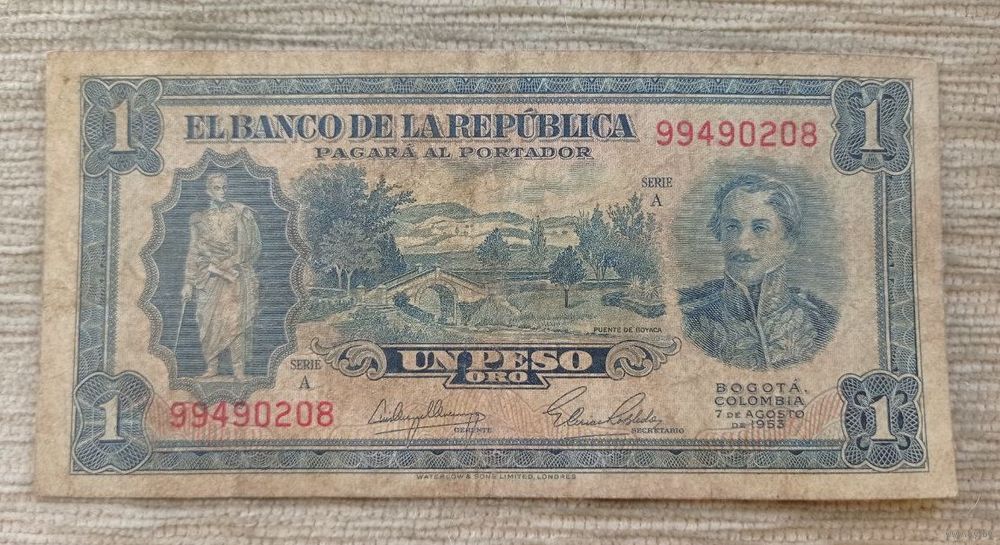 1 1
EL BANCO DE LA REPÚBLICA
99490208
PAGARÁ AL PORTADOR
SERIE
A
PUENTE DE BOYACA
UN PESO
ORO
SERIE
A
99490208
GERENTE
SECRETARIO
BOGOTÁ,
COLOMBIA
7 DE AGOSTO
DE 1953
1 1
WATERLOW & SONS LIMITED, LONDRES